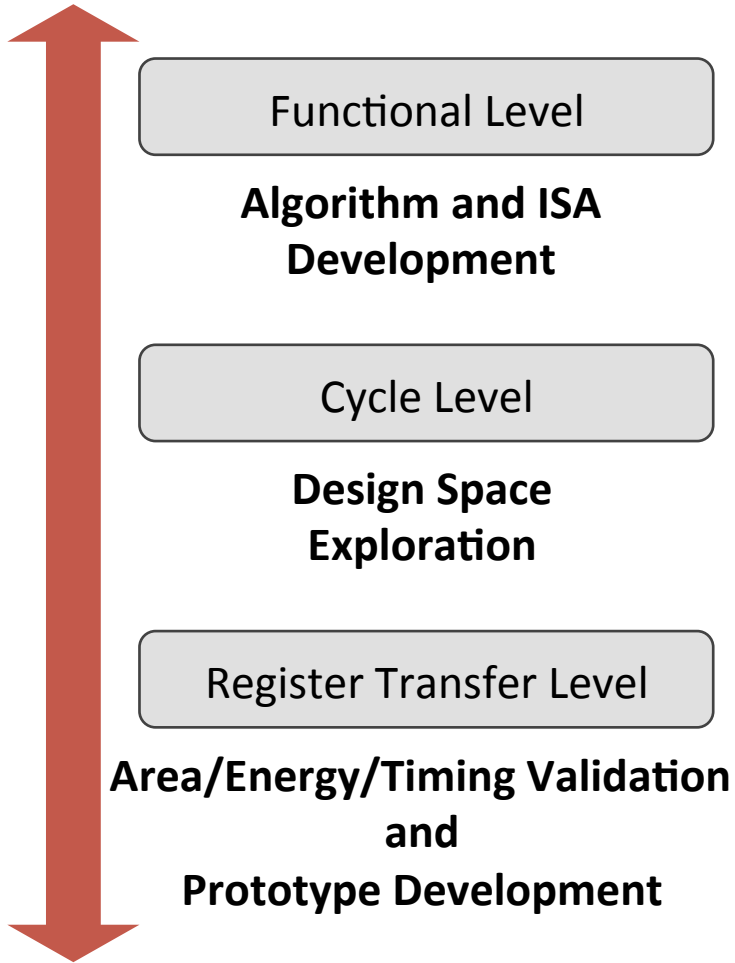 Functional Level
Algorithm and ISA
Development
Cycle Level
Design Space
Exploration
Register Transfer Level
Area/Energy/Timing Validation
and
Prototype Development